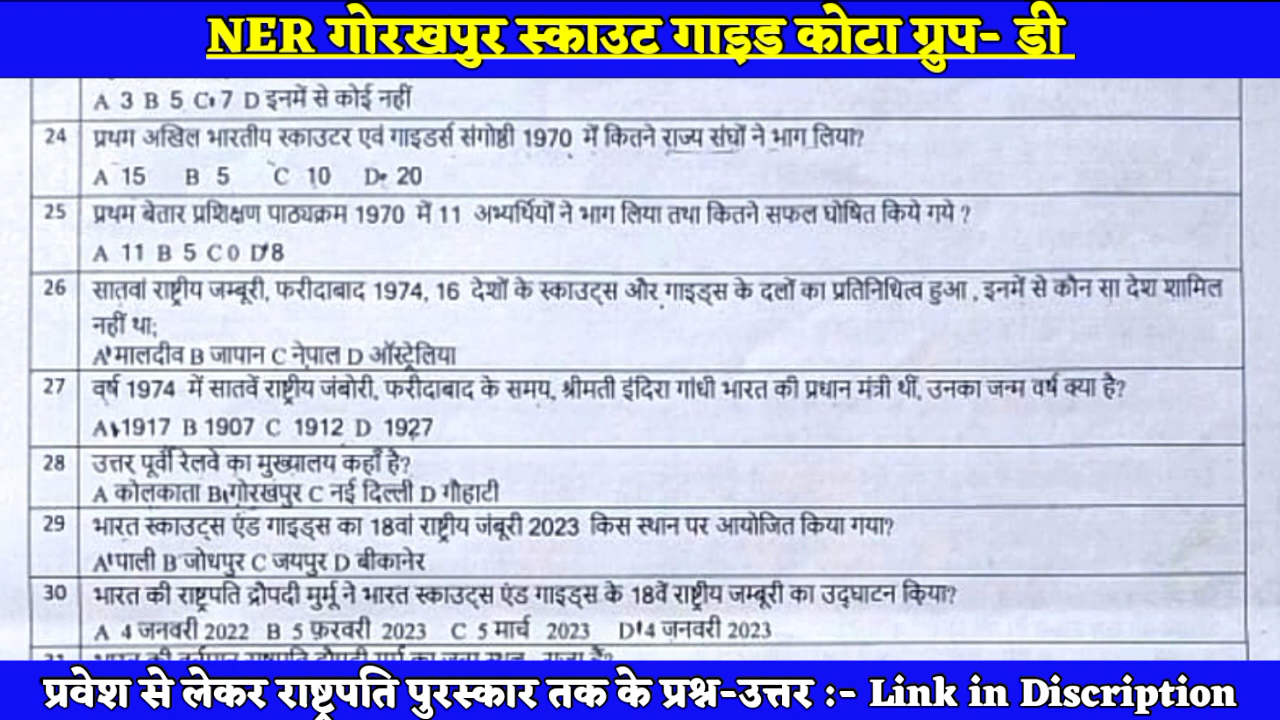 NER गोरखपुर स्काउट गाइड कोटा ग्रुप- डी
A 3 B 5 C 7 D इनमें से कोई नहीं
24 प्रथम अखिल भारतीय स्काउटर एवं गाइडर्स संगोष्ठी 1970 में कितने राज्य संघों ने भाग लिया?
A 15 B 5 C 10 D 20
25 प्रथम बेतार प्रशिक्षण पाठ्यक्रम 1970 में 11 अभ्यर्थियों ने भाग लिया तथा कितने सफल घोषित किये गये ?
A 11 B 5 C 0 D 8
26 सातवां राष्ट्रीय जम्बूरी, फरीदाबाद 1974, 16 देशों के स्काउट्स और गाइड्स के दलों का प्रतिनिधित्व हुआ , इनमें से कौन सा देश शामिल
नहीं था:
A मालदीव B जापान C नेपाल D ऑस्ट्रेलिया
27 वर्ष 1974 में सातवें राष्ट्रीय जंबोरी, फरीदाबाद के समय, श्रीमती इंदिरा गांधी भारत की प्रधान मंत्री थीं, उनका जन्म वर्ष क्या है?
A 1917 B 1907 C 1912 D 1927
28 उत्तर पूर्वी रेलवे का मुख्यालय कहाँ है?
A कोलकाता B गोरखपुर C नई दिल्ली D गौहाटी
29 भारत स्काउट्स एंड गाइड्स का 18वां राष्ट्रीय जंबूरी 2023 किस स्थान पर आयोजित किया गया?
A पाली B जोधपुर C जयपुर D बीकानेर
30 भारत की राष्ट्रपति द्रौपदी मुर्मू ने भारत स्काउट्स एंड गाइड्स के 18वें राष्ट्रीय जम्बूरी का उद्घाटन किया?
A 4 जनवरी 2022 B 5 फ़रवरी 2023 C 5 मार्च 2023 D 4 जनवरी 2023
प्रवेश से लेकर राष्ट्रपति पुरस्कार तक के प्रश्न-उत्तर :- Link in Discription